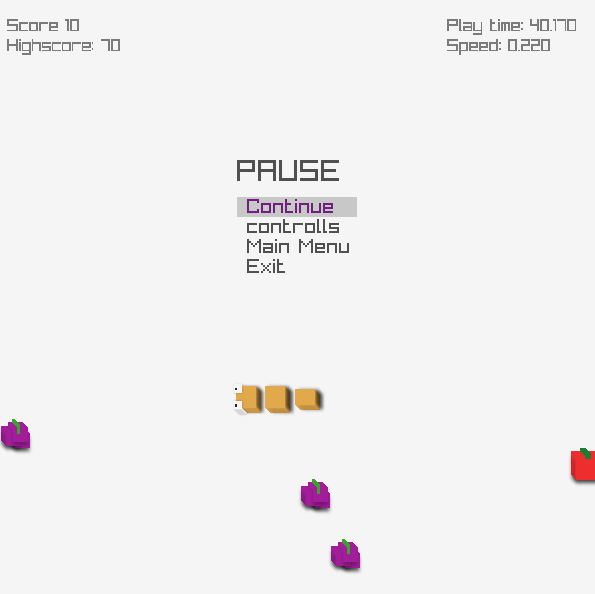 Score 10
Play time: 40.170
Highscore: 70
Speed: 0.220
PAUSE
Continue
controlls
Main Menu
Exit